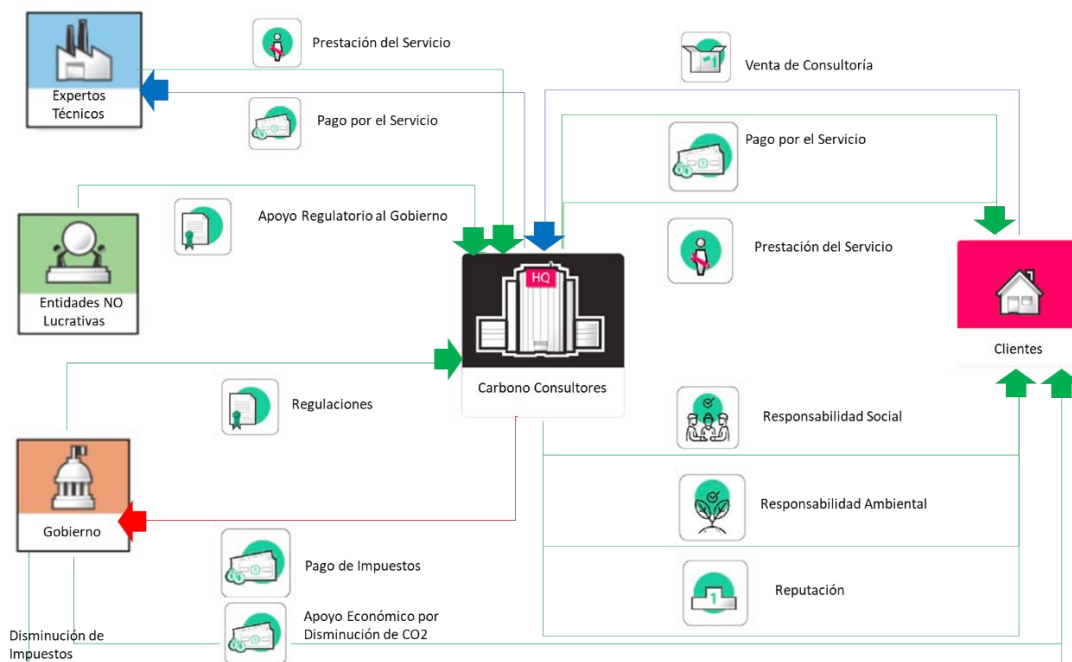 Prestación del Servicio
Venta de Consultoría
Expertos
Técnicos
Pago por el Servicio
Pago por el Servicio
Apoyo Regulatorio al Gobierno
Prestación del Servicio
HQ
Entidades NO
Lucrativas
Clientes
Carbono Consultores
Regulaciones
Responsabilidad Social
Responsabilidad Ambiental
Gobierno
Pago de Impuestos
Reputación
1
Apoyo Económico por
Disminución de CO2
Disminución de
Impuestos